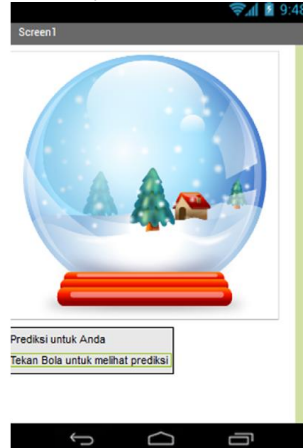 9:48
Screen1
Prediksi untuk Anda
Tekan Bola untuk melihat prediksi